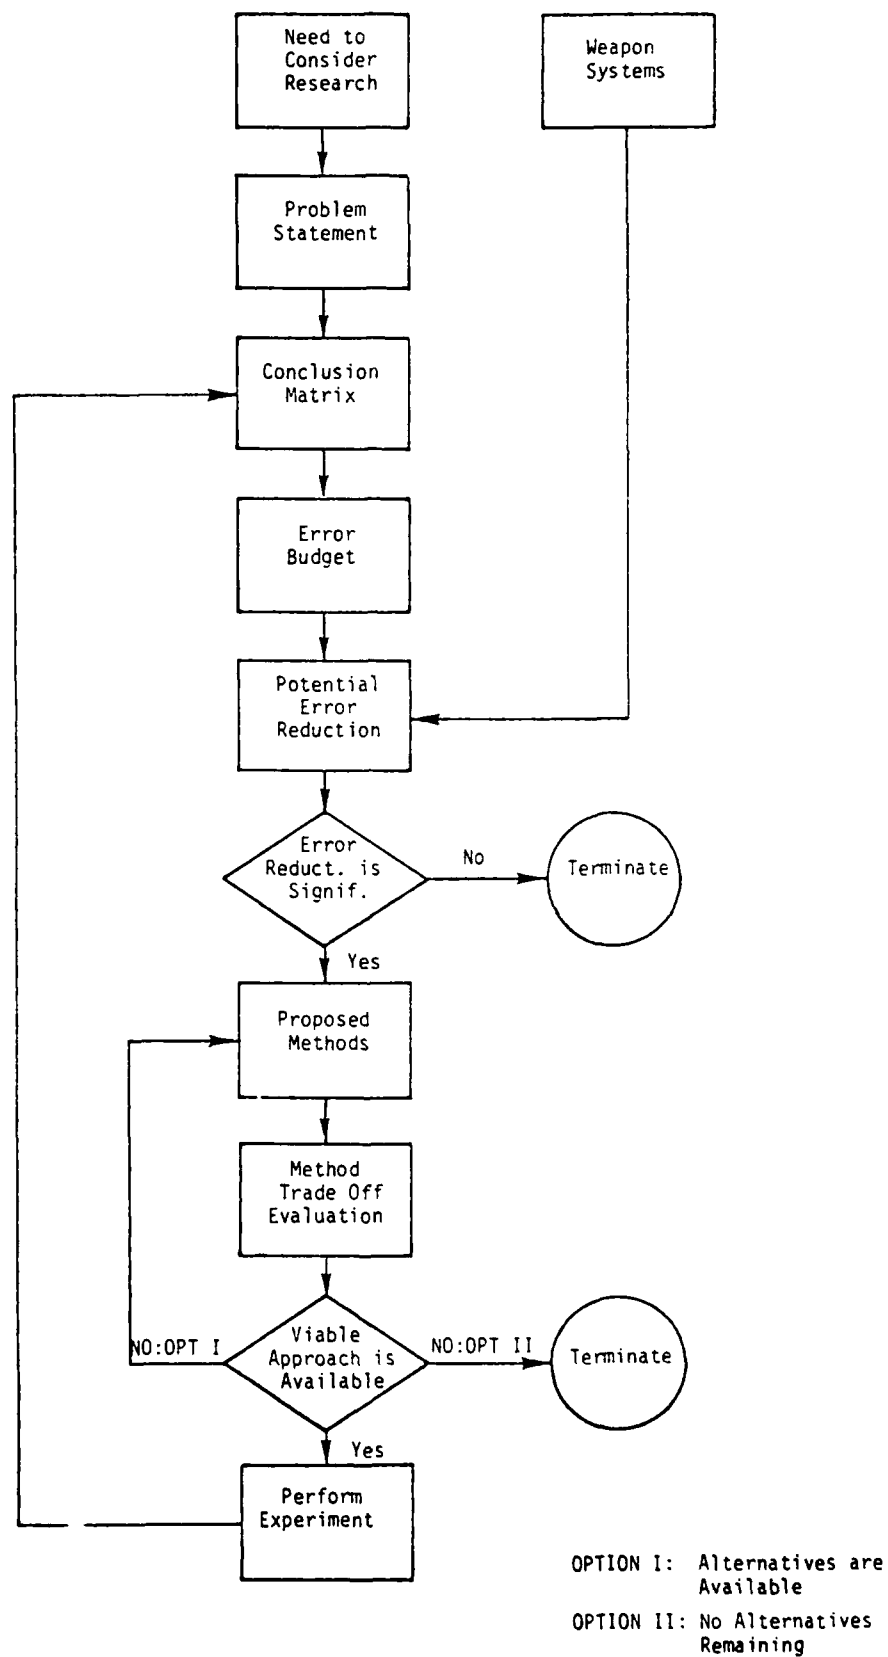 Need to
Consider
Research
Weapon
Systems
Problem
Statement
Conclusion
Matrix
Error
Budget
Potential
Error
Reduction
Error
Reduct. is
Signif.
No
Terminate
Yes
Proposed
Methods
Method
Trade Off
Evaluation
Viable
Approach is
Available
NO:OPT I
NO:OPT II
Terminate
Yes
Perform
Experiment
OPTION I: Alternatives are
Available
OPTION II: No Alternatives
Remaining